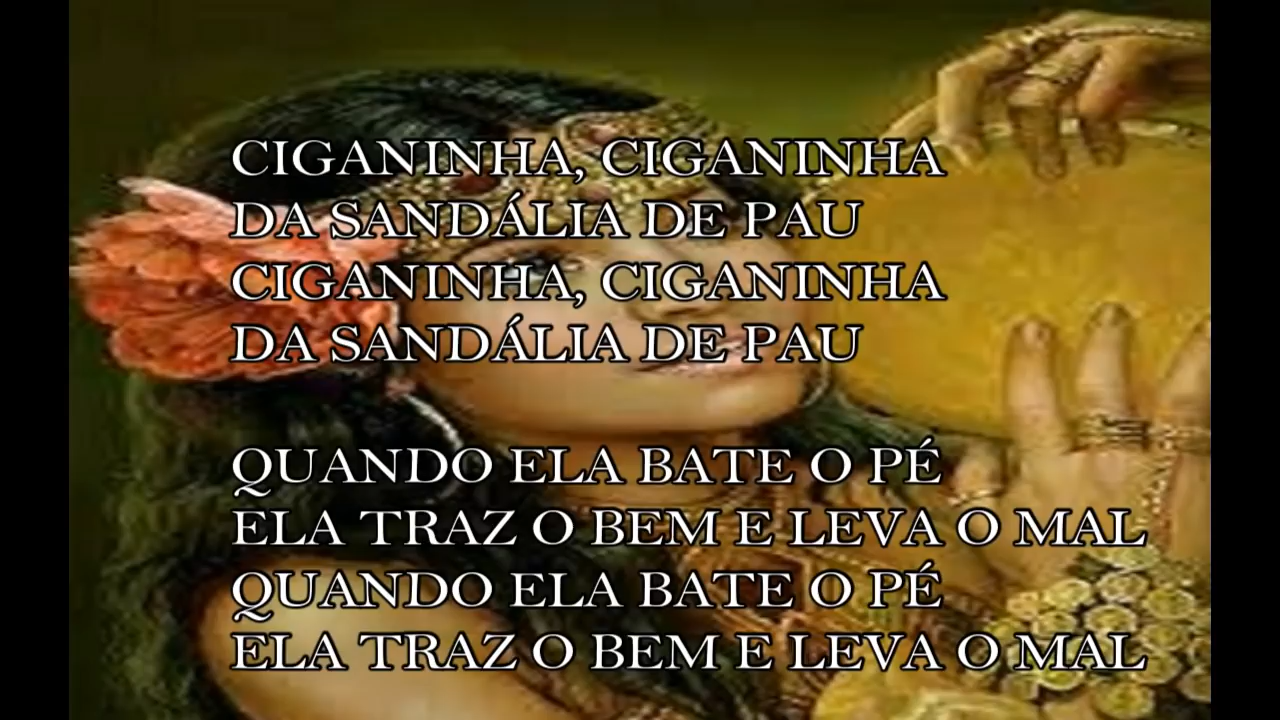 CIGANINHA, CIGANINHA
DA SANDÁLIA DE PAU
CIGANINHA, CIGANINHA
DA SANDÁLIA DE PAU
QUANDO ELA BATE O PÉ
ELA TRAZ O BEM E LEVA O MAL
QUANDO ELA BATE O PÉ
ELA TRAZ O BEM E LEVA O MAL